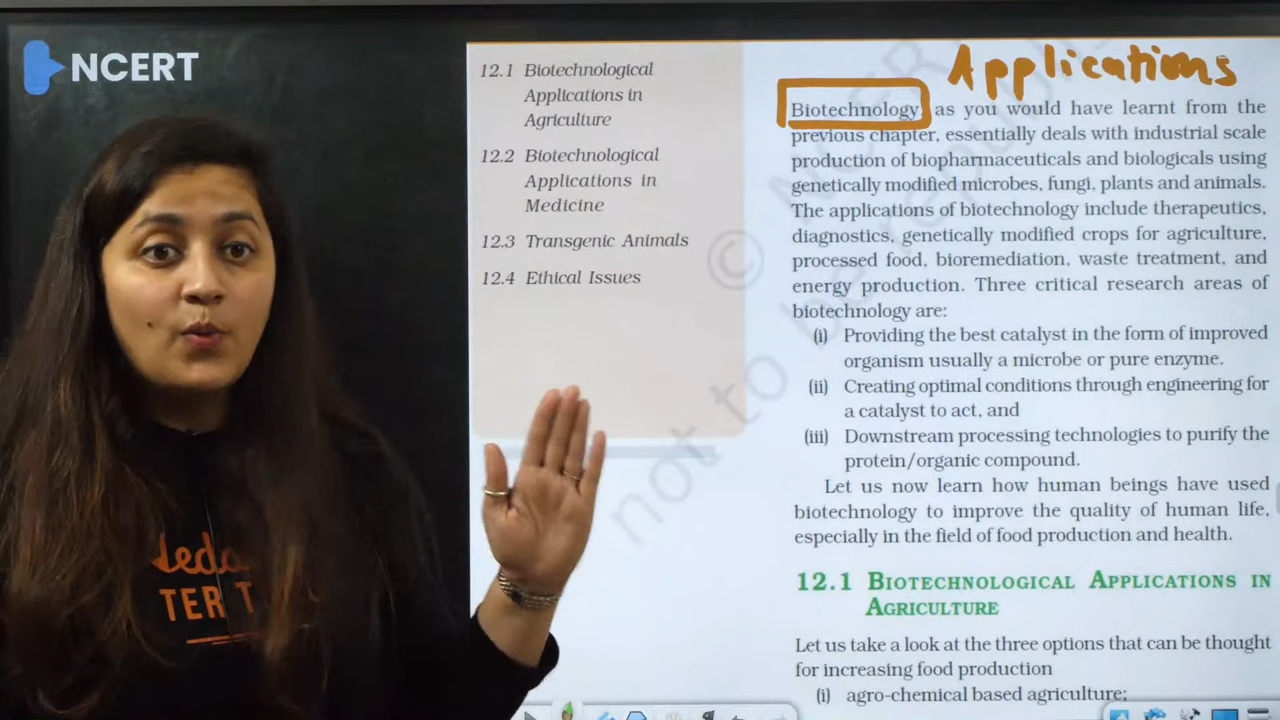 NCERT
12.1 Biotechnological
Applications in
Agriculture
12.2 Biotechnological
Applications in
Medicine
12.3 Transgenic Animals
12.4 Ethical Issues
Applications
Biotechnology, as you would have learnt from the
previous chapter, essentially deals with industrial scale
production of biopharmaceuticals and biologicals using
genetically modified microbes, fungi, plants and animals.
The applications of biotechnology include therapeutics,
diagnostics, genetically modified crops for agriculture,
processed food, bioremediation, waste treatment, and
energy production. Three critical research areas of
biotechnology are:
(i) Providing the best catalyst in the form of improved
organism usually a microbe or pure enzyme.
(ii) Creating optimal conditions through engineering for
a catalyst to act, and
(iii) Downstream processing technologies to purify the
protein/organic compound.
Let us now learn how human beings have used
biotechnology to improve the quality of human life,
especially in the field of food production and health.
12.1 BIOTECHNOLOGICAL APPLICATIONS IN
AGRICULTURE
Let us take a look at the three options that can be thought
for increasing food production
(i) agro-chemical based agriculture;
© 
not to be